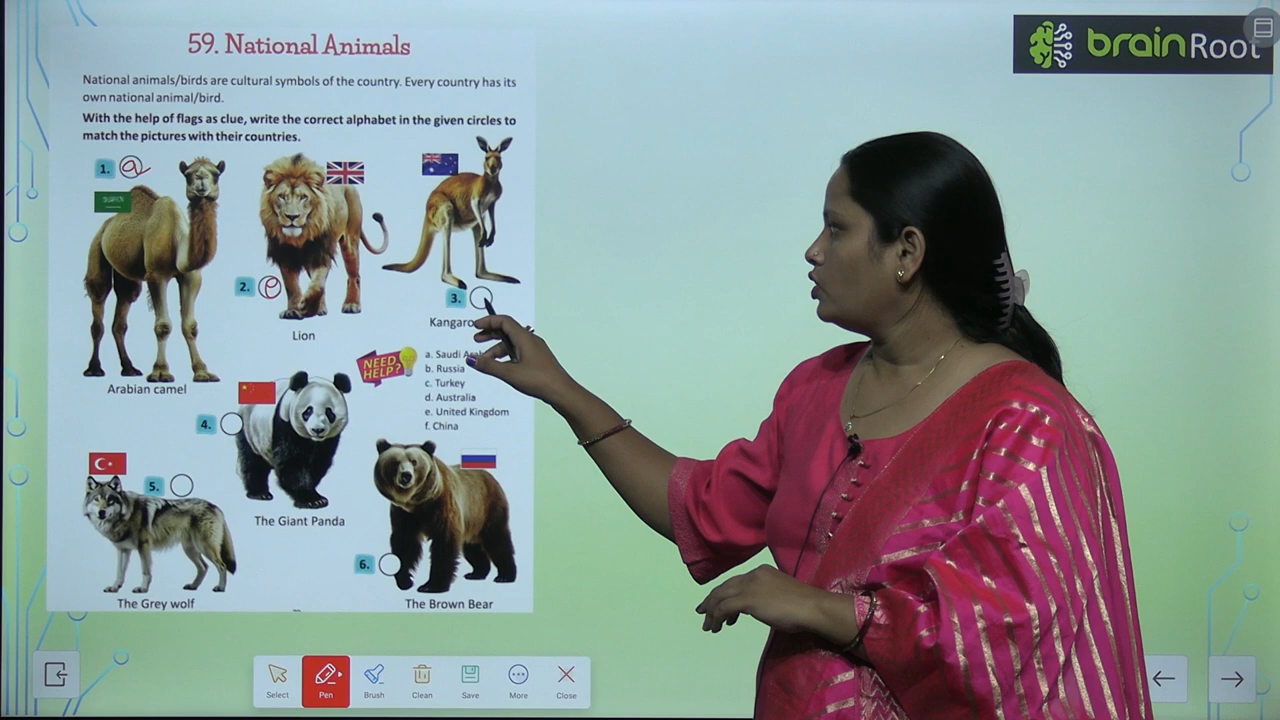 59. National Animals
brainRoot
National animals/birds are cultural symbols of the country. Every country has its
own national animal/bird.
With the help of flags as clue, write the correct alphabet in the given circles to
match the pictures with their countries.
1. a
2. e
3.
Lion
Kangaro
NEED HELP?
a. Saudi
b. Russia
c. Turkey
d. Australia
e. United Kingdom
f. China
Arabian camel
4.
5.
The Giant Panda
6.
The Grey wolf
The Brown Bear
Select
Pen
Brush
Clean
Save
More
Close